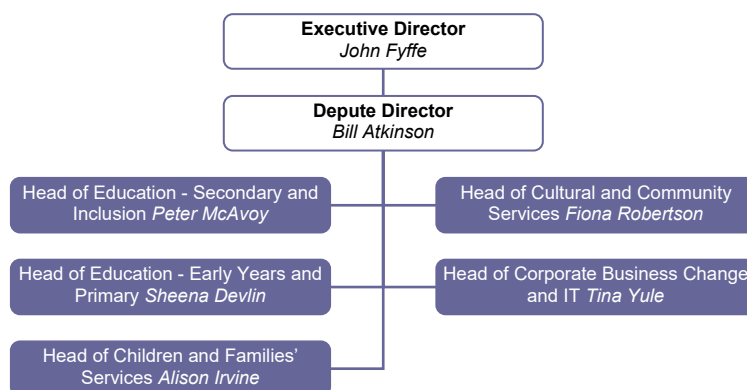 Executive Director
John Fyffe
Depute Director
Bill Atkinson
Head of Education - Secondary and
Inclusion Peter McAvoy
Head of Cultural and Community
Services Fiona Robertson
Head of Education - Early Years and
Primary Sheena Devlin
Head of Corporate Business Change
and IT Tina Yule
Head of Children and Families’
Services Alison Irvine